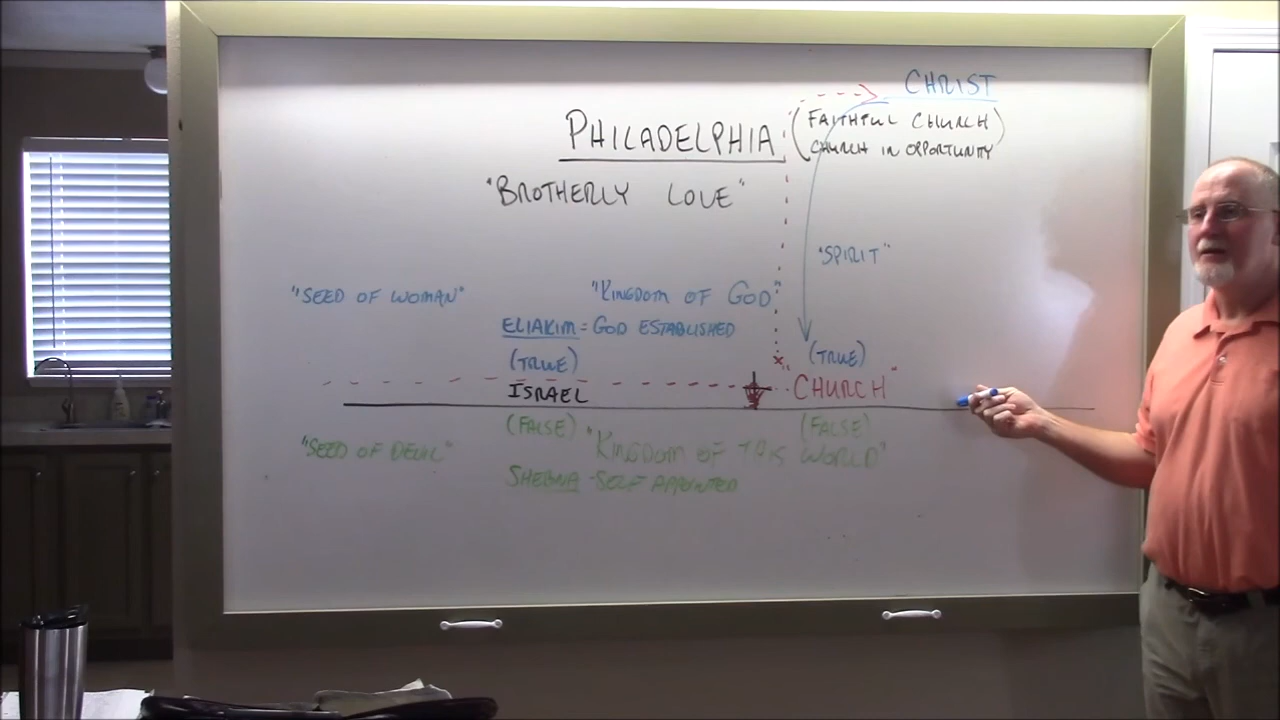 CHRIST
PHILADELPHIA (FAITHFUL CHURCH)
CHURCH IN OPPORTUNITY
"BROTHERLY LOVE"
"SPIRIT"
"SEED OF WOMAN" "KINGDOM OF GOD"
ELIAKIM = GOD ESTABLISHED
(TRUE) (TRUE)
ISRAEL "CHURCH"
(FALSE) (FALSE)
"SEED OF DEVIL" "KINGDOM OF THIS WORLD"
SHEBNA - SELF APPOINTED